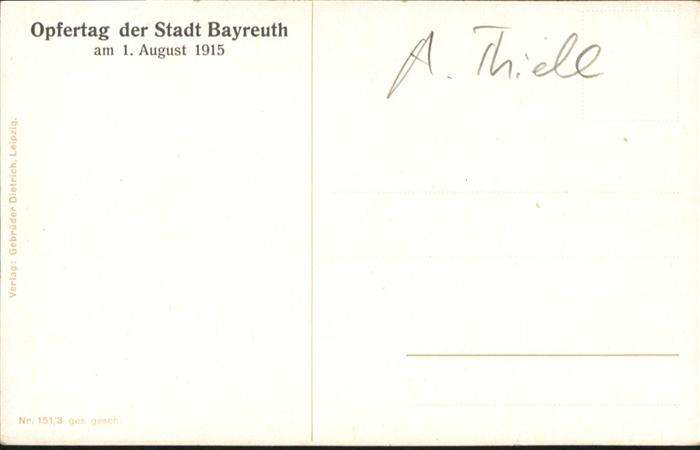 Opfertag der Stadt Bayreuth
am 1. August 1915
A. Thiele
Verlag: Gebrüder Dietrich, Leipzig.
Nr. 151/3 ges. gesch.